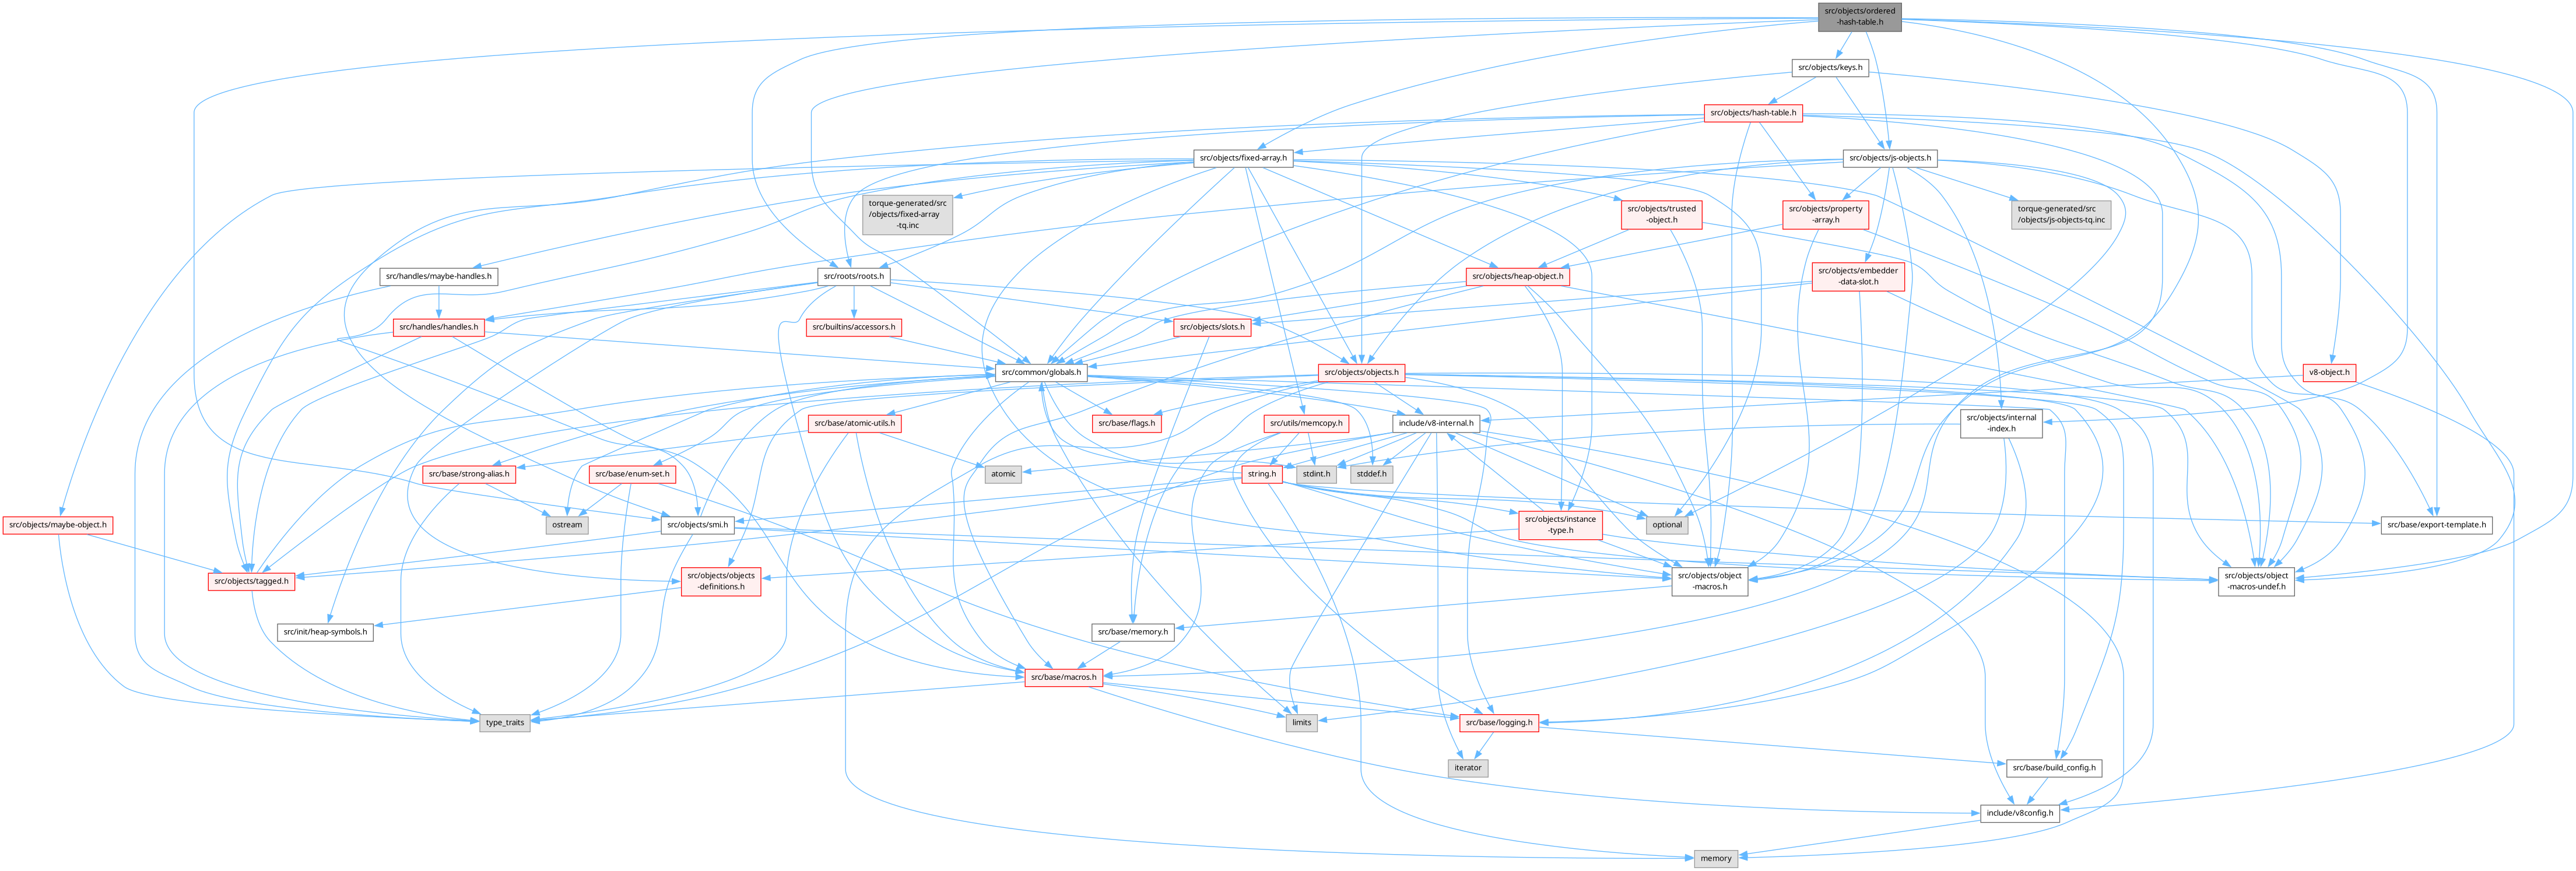 src/objects/ordered
-hash-table.h
src/objects/keys.h
src/objects/hash-table.h
src/objects/fixed-array.h
src/objects/js-objects.h
torque-generated/src
/objects/fixed-array
-tq.inc
src/objects/trusted
-object.h
src/objects/property
-array.h
torque-generated/src
/objects/js-objects-tq.inc
src/handles/maybe-handles.h
src/roots/roots.h
src/objects/heap-object.h
src/objects/embedder
-data-slot.h
src/handles/handles.h
src/builtins/accessors.h
src/objects/slots.h
src/common/globals.h
src/objects/objects.h
v8-object.h
src/base/atomic-utils.h
src/base/flags.h
src/utils/memcopy.h
include/v8-internal.h
src/objects/internal
-index.h
src/base/strong-alias.h
src/base/enum-set.h
atomic
string.h
stdint.h
stddef.h
src/objects/maybe-object.h
ostream
src/objects/smi.h
src/objects/instance
-type.h
optional
src/base/export-template.h
src/objects/tagged.h
src/objects/objects
-definitions.h
src/objects/object
-macros.h
src/objects/object
-macros-undef.h
src/init/heap-symbols.h
src/base/memory.h
src/base/macros.h
type_traits
limits
src/base/logging.h
iterator
src/base/build_config.h
include/v8config.h
memory